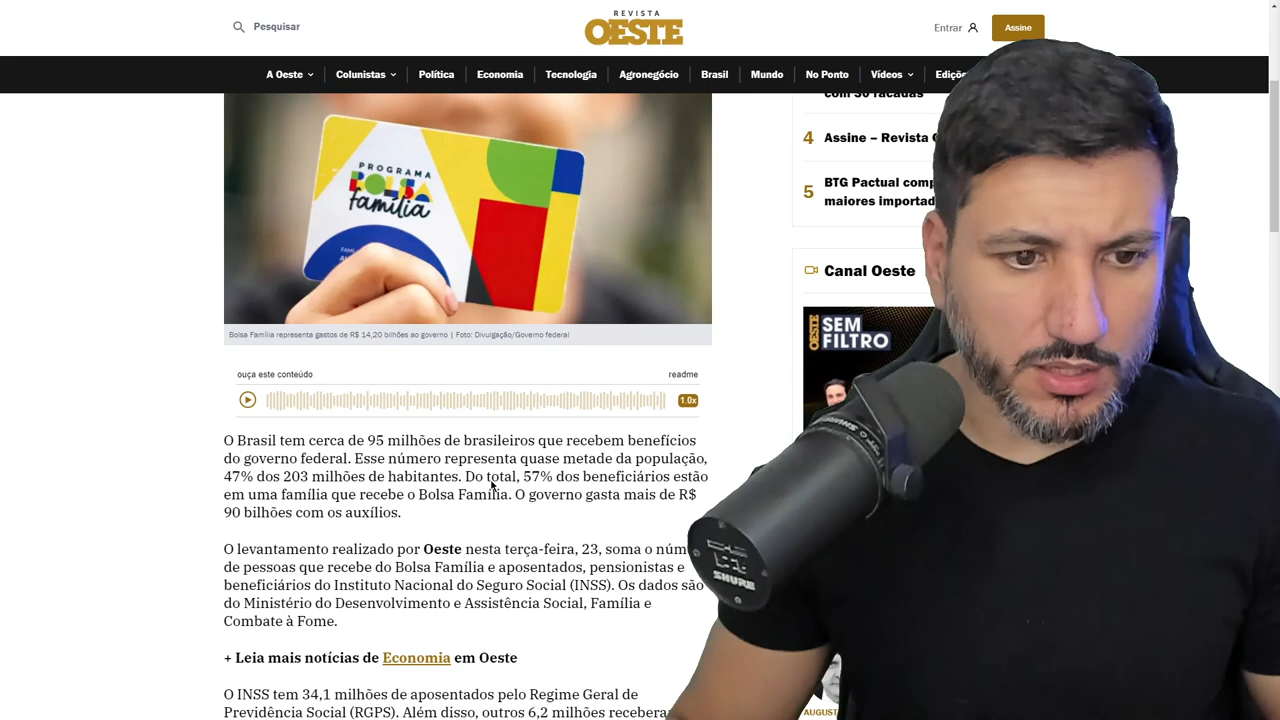 Pesquisar
REVISTA
OESTE
Entrar
Assine
A Oeste
Colunistas
Política
Economia
Tecnologia
Agronegócio
Brasil
Mundo
No Ponto
Vídeos
PROGRAMA
BOLSA
família
Bolsa Família representa gastos de R$ 14,20 bilhões ao governo | Foto: Divulgação/Governo federal
ouça este conteúdo
readme
1.0x
O Brasil tem cerca de 95 milhões de brasileiros que recebem benefícios
do governo federal. Esse número representa quase metade da população,
47% dos 203 milhões de habitantes. Do total, 57% dos beneficiários estão
em uma família que recebe o Bolsa Família. O governo gasta mais de R$
90 bilhões com os auxílios.
O levantamento realizado por Oeste nesta terça-feira, 23, soma o
de pessoas que recebe do Bolsa Família e aposentados, pensionistas e
beneficiários do Instituto Nacional do Seguro Social (INSS). Os dados são
do Ministério do Desenvolvimento e Assistência Social, Família e
Combate à Fome.
+ Leia mais notícias de Economia em Oeste
O INSS tem 34,1 milhões de aposentados pelo Regime Geral de
Previdência Social (RGPS). Além disso, outros 6,2 milhões
com 30 facadas
4 Assine – Revista
5 BTG Pactual
maiores
Canal Oeste
OESTE
SEM
FILTRO
SHURE